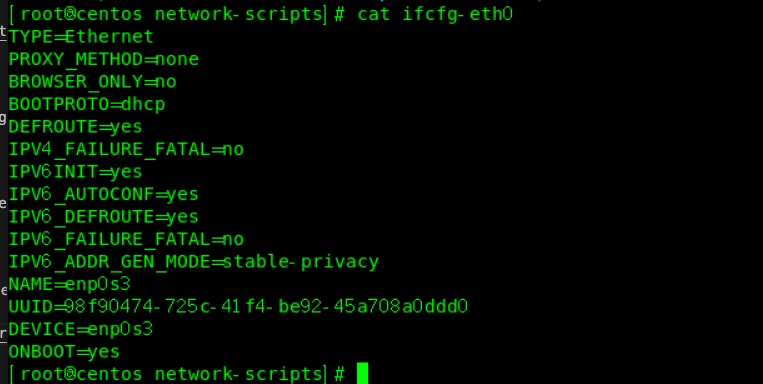 [root@centos network-scripts]# cat ifcfg-eth0
TYPE=Ethernet
PROXY_METHOD=none
BROWSER_ONLY=no
BOOTPROTO=dhcp
DEFROUTE=yes
IPV4_FAILURE_FATAL=no
IPV6INIT=yes
IPV6_AUTOCONF=yes
IPV6_DEFROUTE=yes
IPV6_FAILURE_FATAL=no
IPV6_ADDR_GEN_MODE=stable-privacy
NAME=enp0s3
UUID=98f90474-725c-41f4-be92-45a708a0ddd0
DEVICE=enp0s3
ONBOOT=yes
[root@centos network-scripts]#